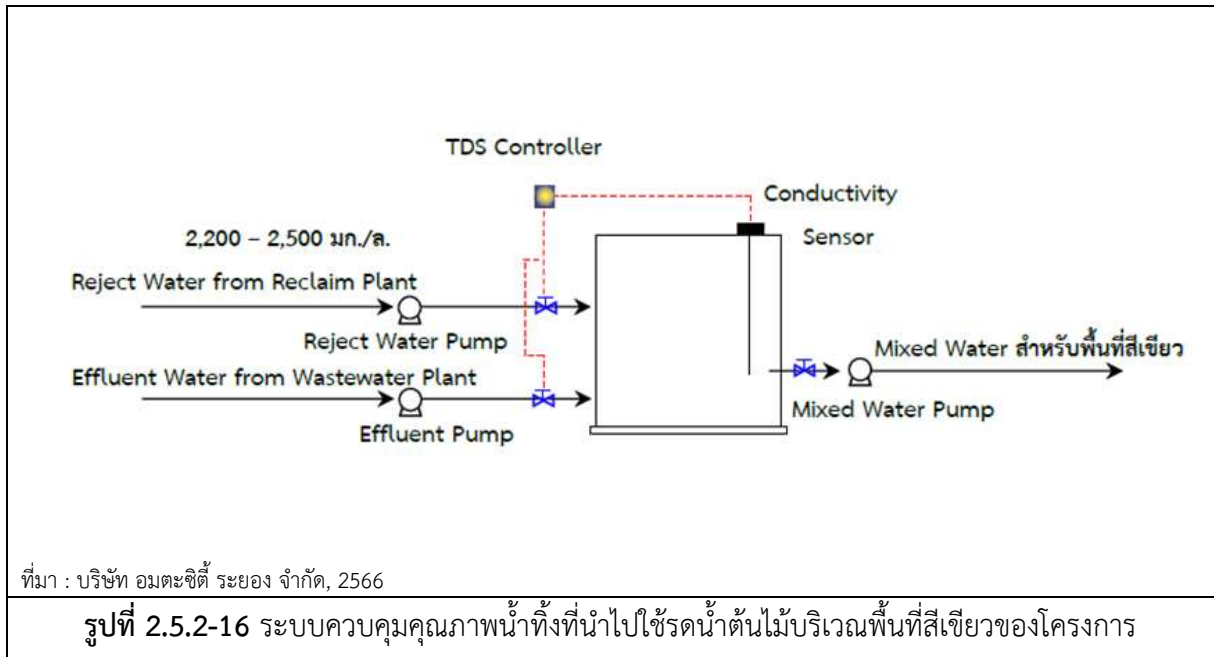 TDS Controller
Conductivity
Sensor
2,200 – 2,500 มก./ล.
Reject Water from Reclaim Plant
Reject Water Pump
Effluent Water from Wastewater Plant
Effluent Pump
Mixed Water สำหรับพื้นที่สีเขียว
Mixed Water Pump
ที่มา : บริษัท อมตะซิตี้ ระยอง จำกัด, 2566
รูปที่ 2.5.2-16 ระบบควบคุมคุณภาพน้ำทิ้งที่นำไปใช้รดน้ำต้นไม้บริเวณพื้นที่สีเขียวของโครงการ